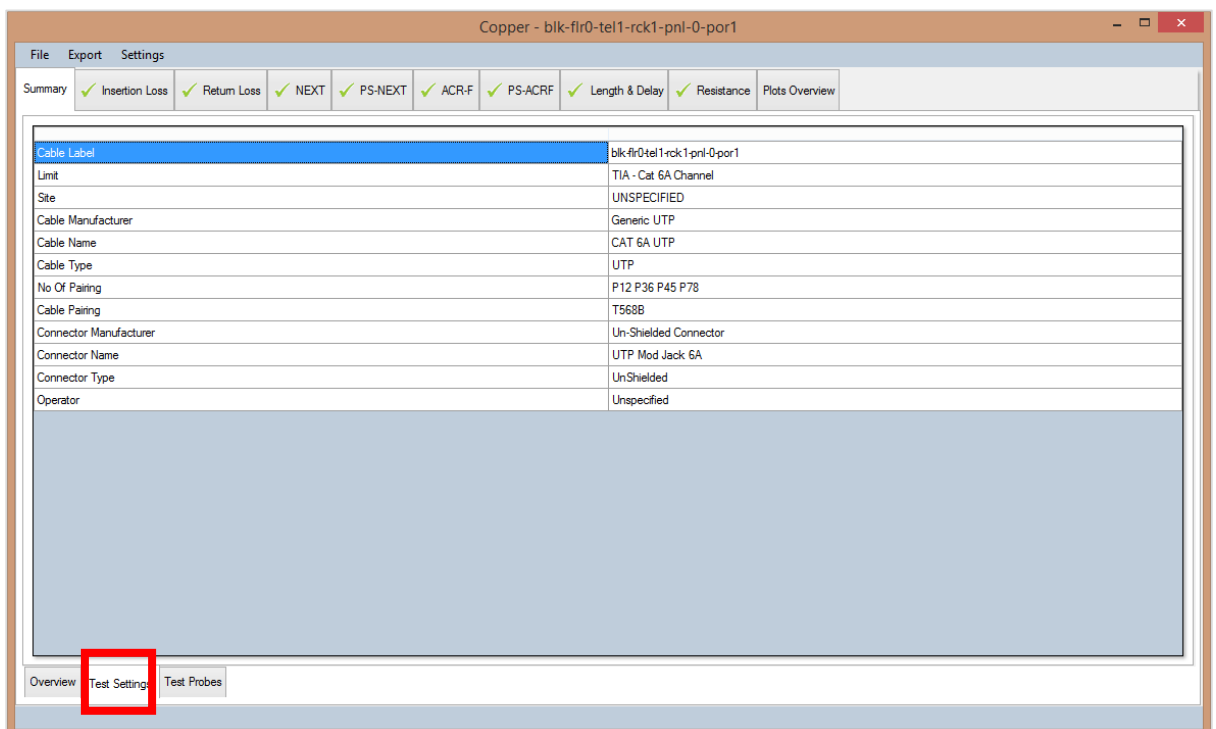 Copper - blk-flr0-tel1-rck1-pnl-0-por1
File Export Settings
Summary Insertion Loss Return Loss NEXT PS-NEXT ACR-F PS-ACRF Length & Delay Resistance Plots Overview
Cable Label blk-flr0-tel1-rck1-pnl-0-por1
Limit TIA - Cat 6A Channel
Site UNSPECIFIED
Cable Manufacturer Generic UTP
Cable Name CAT 6A UTP
Cable Type UTP
No Of Pairing P12 P36 P45 P78
Cable Pairing T568B
Connector Manufacturer Un-Shielded Connector
Connector Name UTP Mod Jack 6A
Connector Type UnShielded
Operator Unspecified
Overview Test Settings Test Probes